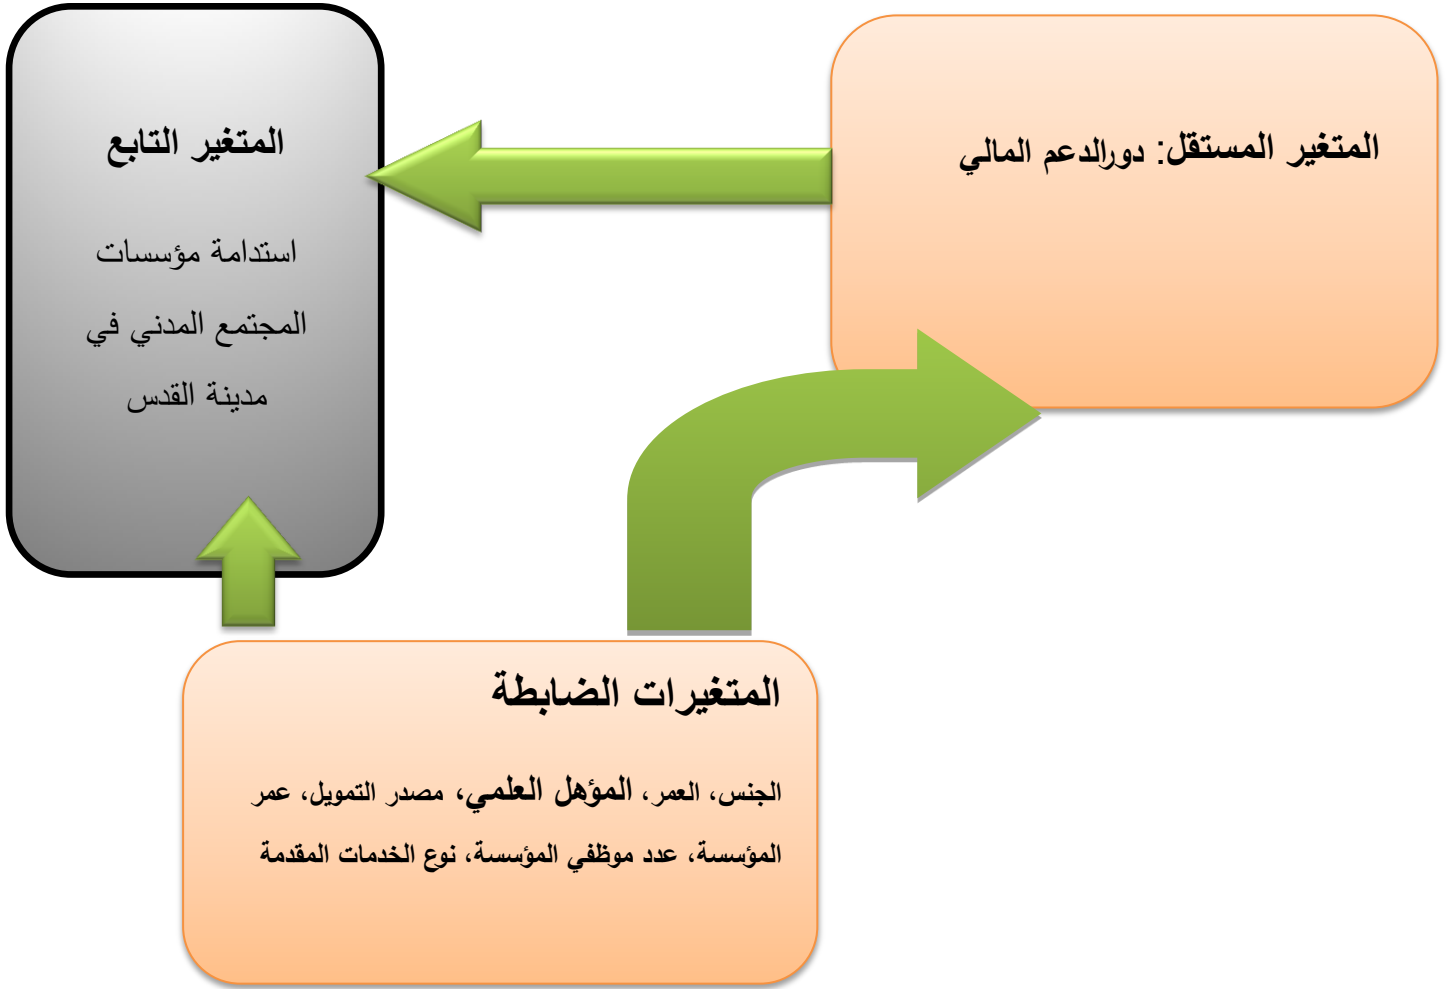 المتغير المستقل: دورالدعم المالي
المتغير التابع
استدامة مؤسسات
المجتمع المدني في
مدينة القدس
المتغيرات الضابطة
الجنس، العمر، المؤهل العلمي، مصدر التمويل، عمر
المؤسسة، عدد موظفي المؤسسة، نوع الخدمات المقدمة